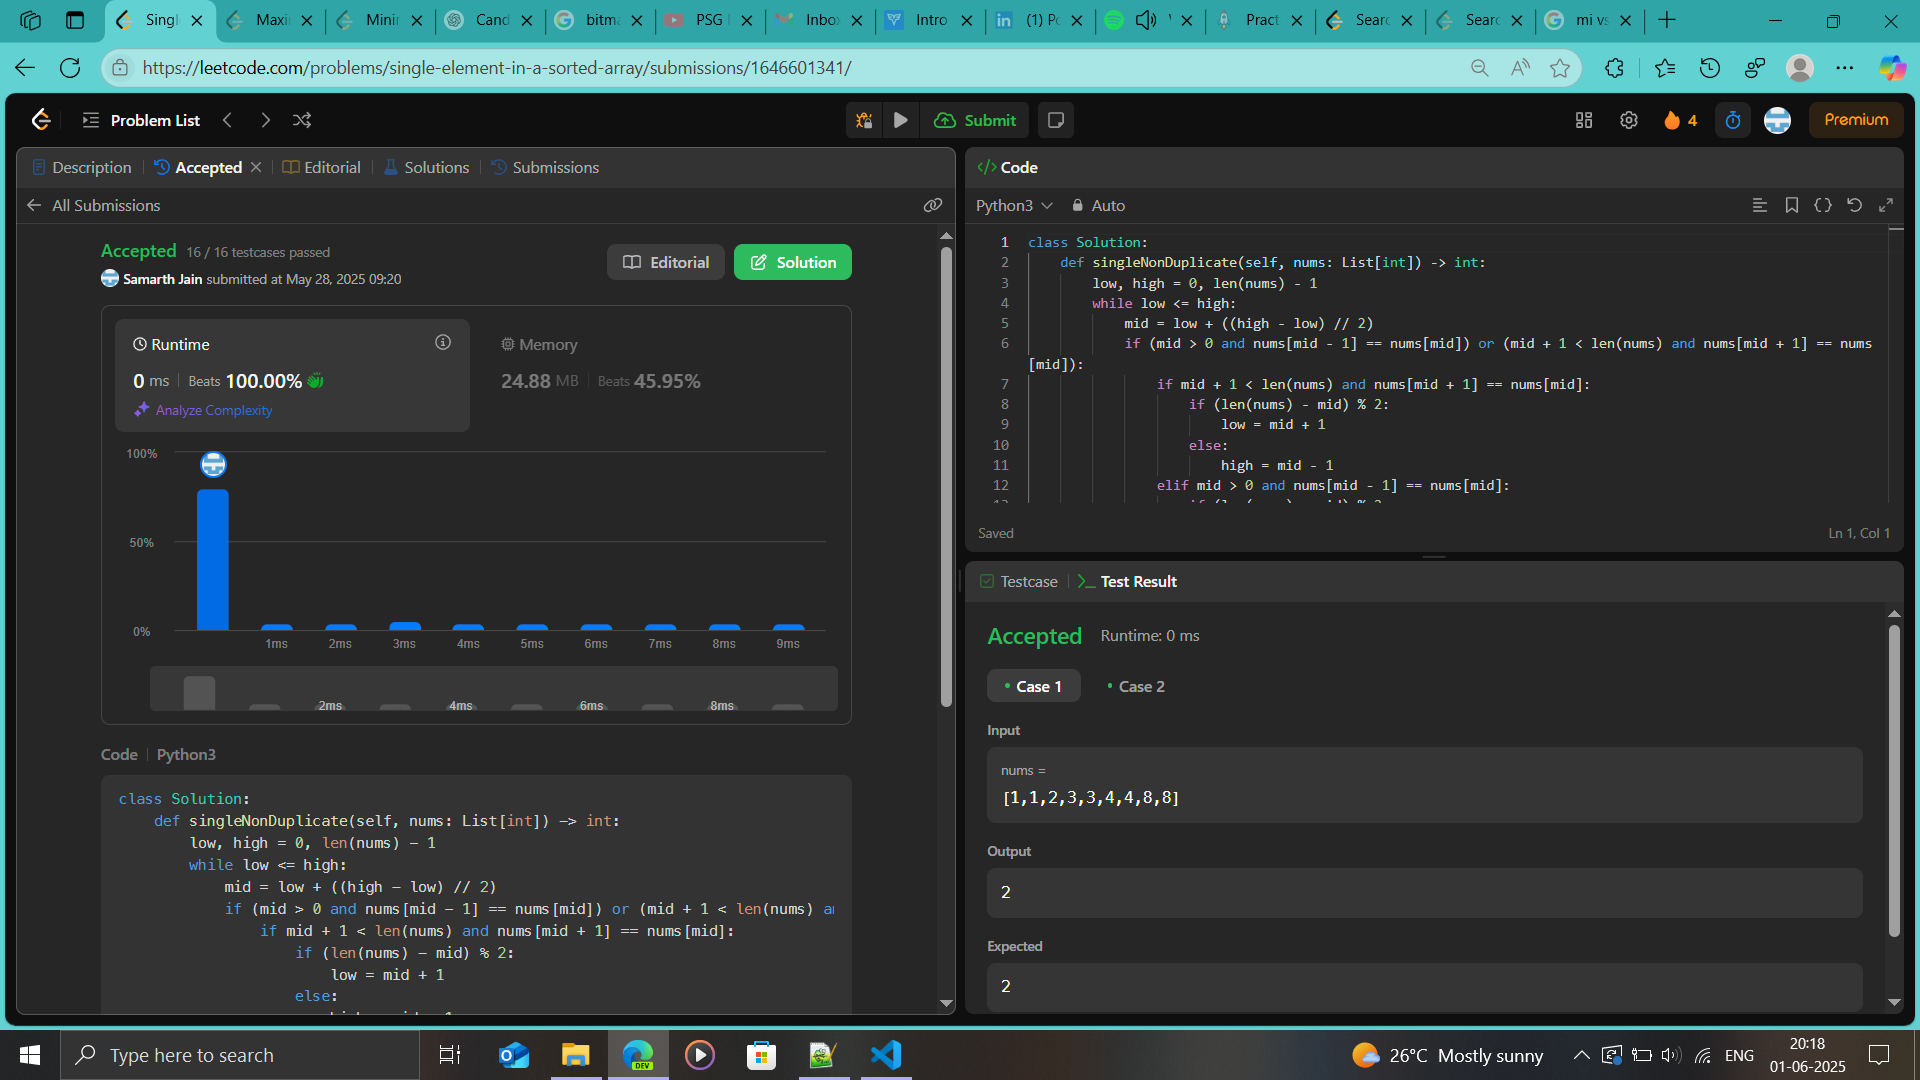 Singl
Maxi
Minir
Cand
bitma
PSG
Inbox
Intro
(1) Po
Pract
Searc
Searc
mi vs
https://leetcode.com/problems/single-element-in-a-sorted-array/submissions/1646601341/
Problem List
Submit
4
Premium
Description
Accepted
Editorial
Solutions
Submissions
All Submissions
Accepted 16 / 16 testcases passed
Samarth Jain submitted at May 28, 2025 09:20
Editorial
Solution
Runtime
0 ms Beats 100.00%
Analyze Complexity
Memory
24.88 MB Beats 45.95%
100%
50%
0%
1ms 2ms 3ms 4ms 5ms 6ms 7ms 8ms 9ms
2ms 4ms 6ms 8ms
Code Python3
class Solution:
def singleNonDuplicate(self, nums: List[int]) -> int:
low, high = 0, len(nums) - 1
while low <= high:
mid = low + ((high - low) // 2)
if (mid > 0 and nums[mid - 1] == nums[mid]) or (mid + 1 < len(nums) an
if mid + 1 < len(nums) and nums[mid + 1] == nums[mid]:
if (len(nums) - mid) % 2:
low = mid + 1
else:
</> Code
Python3 Auto
1 class Solution:
2 def singleNonDuplicate(self, nums: List[int]) -> int:
3 low, high = 0, len(nums) - 1
4 while low <= high:
5 mid = low + ((high - low) // 2)
6 if (mid > 0 and nums[mid - 1] == nums[mid]) or (mid + 1 < len(nums) and nums[mid + 1] == nums
[mid]):
7 if mid + 1 < len(nums) and nums[mid + 1] == nums[mid]:
8 if (len(nums) - mid) % 2:
9 low = mid + 1
10 else:
11 high = mid - 1
12 elif mid > 0 and nums[mid - 1] == nums[mid]:
Saved
Ln 1, Col 1
Testcase
Test Result
Accepted Runtime: 0 ms
Case 1
Case 2
Input
nums =
[1,1,2,3,3,4,4,8,8]
Output
2
Expected
2
Type here to search
DEV
26°C Mostly sunny
ENG
20:18
01-06-2025